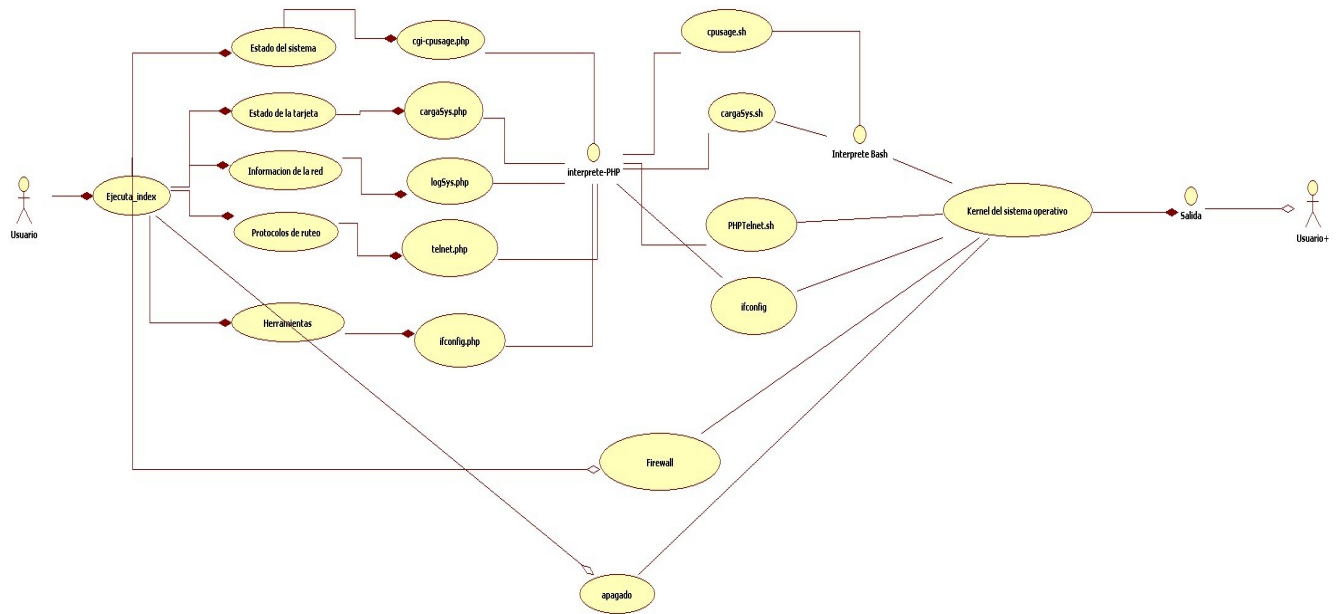 Estado del sistema
cgi-cpusage.php
cpusage.sh
Estado de la tarjeta
cargaSys.php
cargaSys.sh
Interprete Bash
Informacion de la red
logSys.php
interprete-PHP
Usuario
Ejecuta_index
Protocolos de ruteo
telnet.php
PHPTelnet.sh
Kernel del sistema operativo
Salida
Usuario+
ifconfig
Herramientas
ifconfig.php
Firewall
apagado